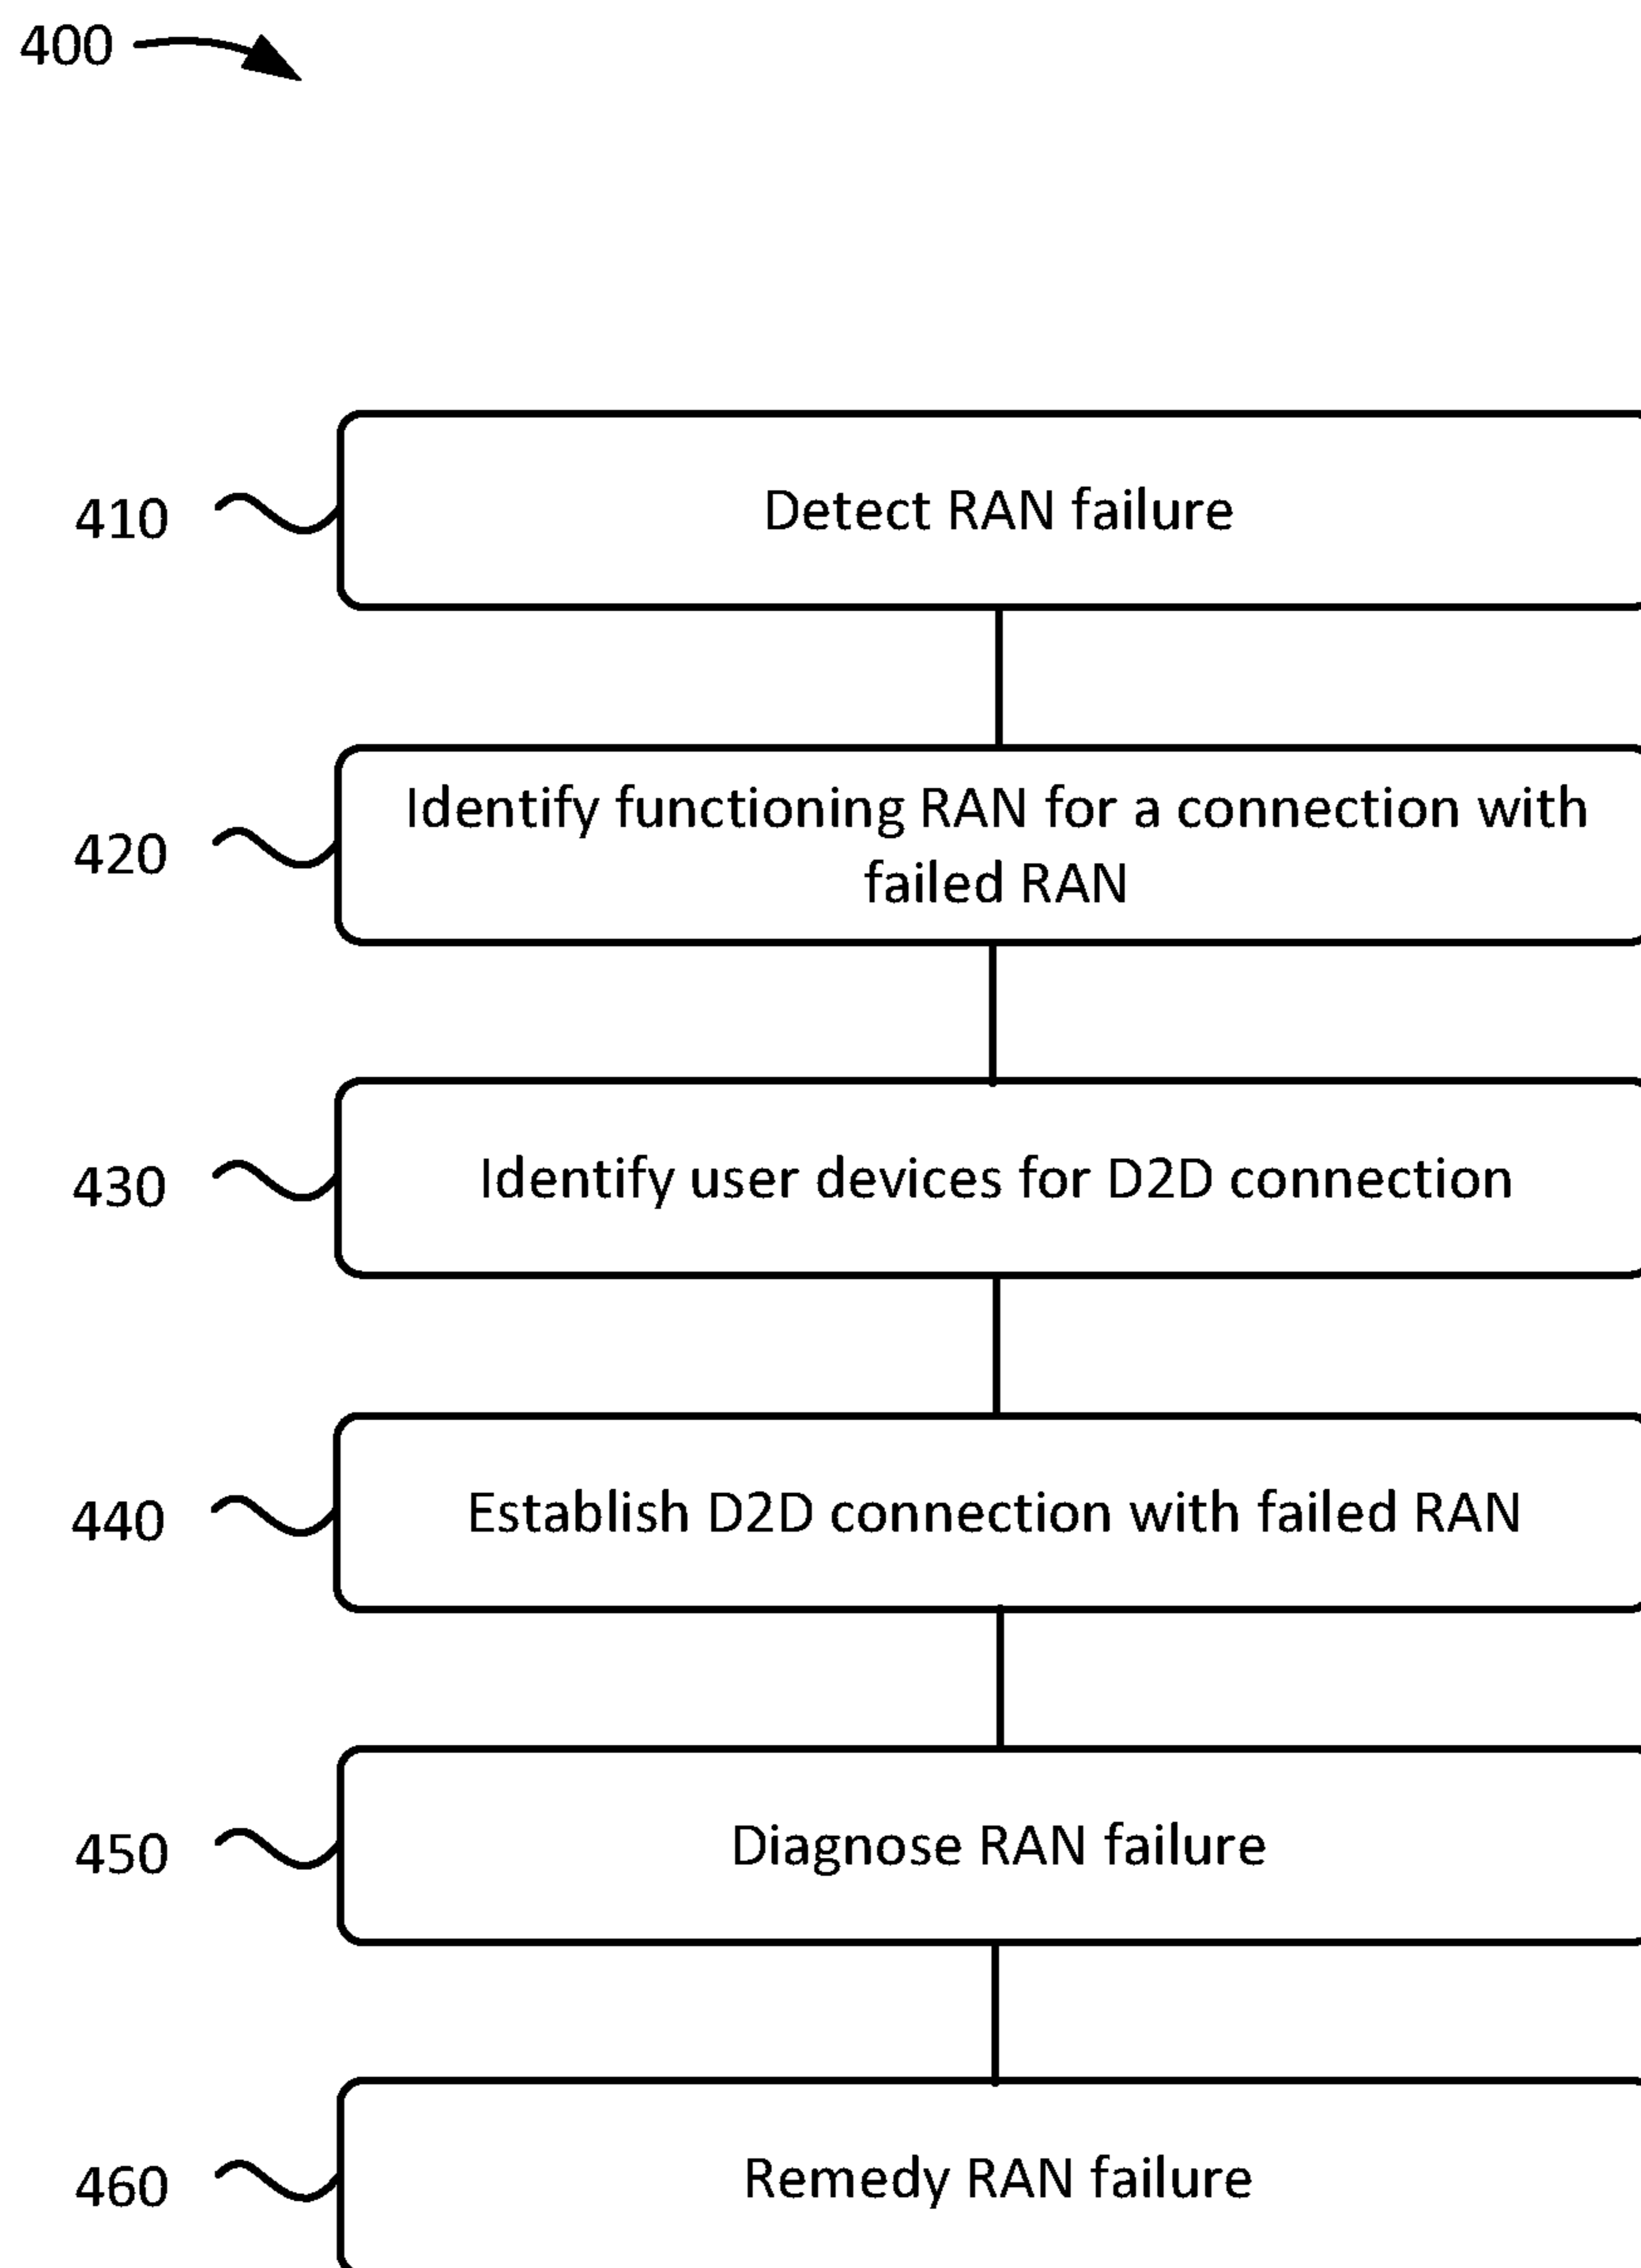 400
410
Detect RAN failure
420
Identify functioning RAN for a connection with
failed RAN
430
Identify user devices for D2D connection
440
Establish D2D connection with failed RAN
450
Diagnose RAN failure
460
Remedy RAN failure